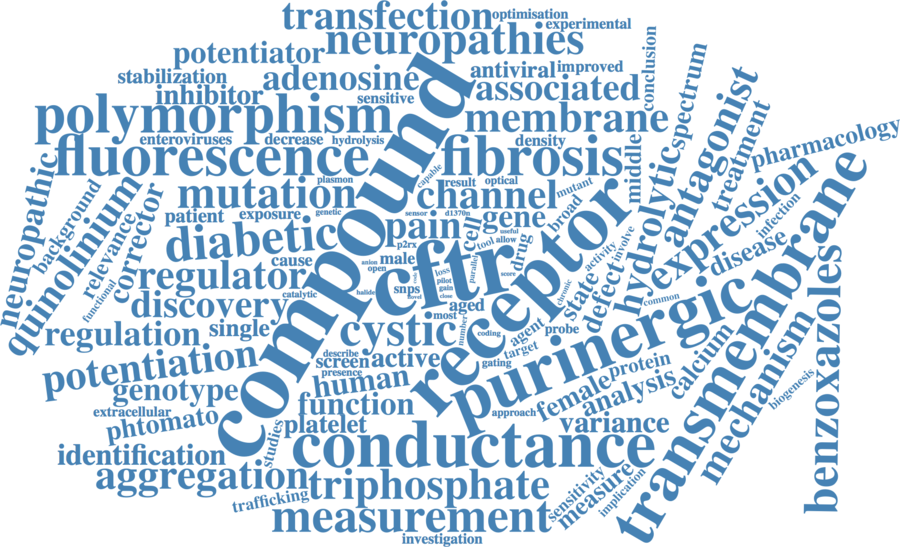 transfection
optimisation
experimental
potentiator
neuropathies
conclusion
stabilization
adenosine
antiviral
improved
spectrum
inhibitor
sensitive
associated
antagonist
polymorphism
compound
membrane
treatment
enteroviruses
decrease
hydrolysis
density
pharmacology
fluorescence
fibrosis
middle
hydrolytic
neuropathic
background
quinolinium
plasmon
capable
result
optical
mutation
channel
mutant
relevance
corrector
patient
exposure
genetic
sensor
d1370n
gene
broad
expression
infection
diabetic
pain
cell
useful
allow
receptor
p2rx
tool
drug
activity
involve
disease
transmembrane
cause
anion
male
open
cftr
loss
parallel
score
state
defect
regulator
functional
catalytic
halide
snps
novel
pilot
gain
close
chronic
common
discovery
aged
purinergic
benzoxazoles
regulation
single
cystic
most
number
coding
agent
probe
calcium
mechanism
potentiation
describe
screen
active
presence
gating
target
protein
genotype
human
female
analysis
biogenesis
extracellular
function
approach
phtomato
platelet
variance
studies
conductance
identification
aggregation
triphosphate
sensitivity
measure
implication
trafficking
measurement
investigation